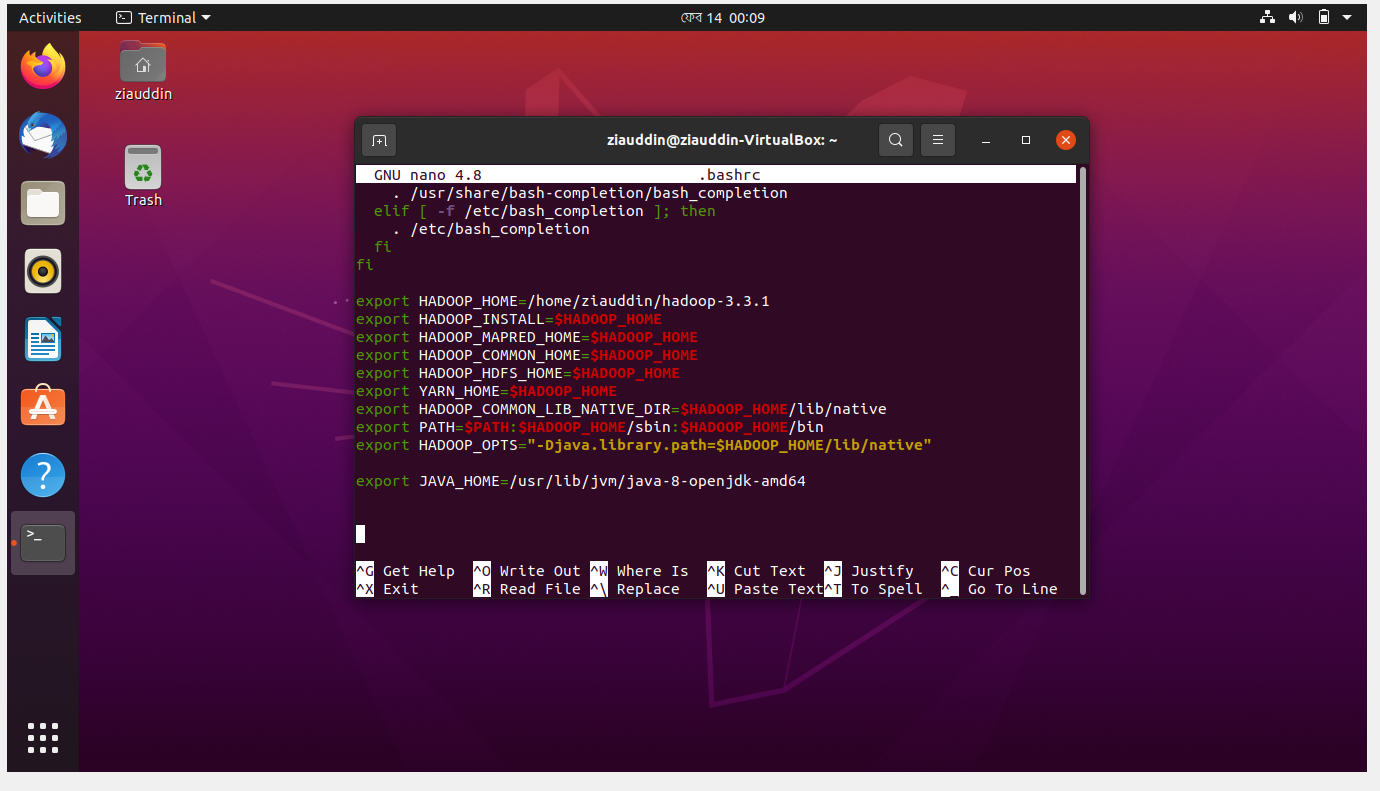 Activities
Terminal
ফেব 14 00:09
ziauddin
Trash
ziauddin@ziauddin-VirtualBox: ~
GNU nano 4.8 .bashrc
. /usr/share/bash-completion/bash_completion
elif [ -f /etc/bash_completion ]; then
. /etc/bash_completion
fi
fi
export HADOOP_HOME=/home/ziauddin/hadoop-3.3.1
export HADOOP_INSTALL=$HADOOP_HOME
export HADOOP_MAPRED_HOME=$HADOOP_HOME
export HADOOP_COMMON_HOME=$HADOOP_HOME
export HADOOP_HDFS_HOME=$HADOOP_HOME
export YARN_HOME=$HADOOP_HOME
export HADOOP_COMMON_LIB_NATIVE_DIR=$HADOOP_HOME/lib/native
export PATH=$PATH:$HADOOP_HOME/sbin:$HADOOP_HOME/bin
export HADOOP_OPTS="-Djava.library.path=$HADOOP_HOME/lib/native"
export JAVA_HOME=/usr/lib/jvm/java-8-openjdk-amd64
^G Get Help ^O Write Out ^W Where Is ^K Cut Text ^J Justify ^C Cur Pos
^X Exit ^R Read File ^\ Replace ^U Paste Text ^T To Spell ^_ Go To Line